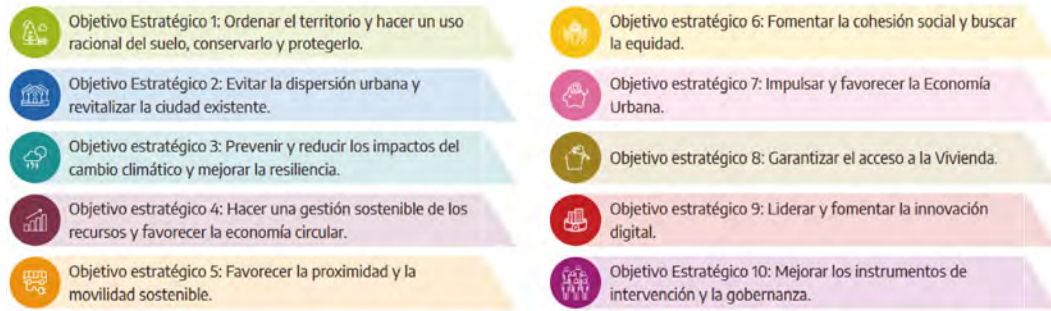 Objetivo Estratégico 1: Ordenar el territorio y hacer un uso
racional del suelo, conservarlo y protegerlo.
Objetivo Estratégico 2: Evitar la dispersión urbana y
revitalizar la ciudad existente.
Objetivo estratégico 3: Prevenir y reducir los impactos del
cambio climático y mejorar la resiliencia.
Objetivo estratégico 4: Hacer una gestión sostenible de los
recursos y favorecer la economía circular.
Objetivo estratégico 5: Favorecer la proximidad y la
movilidad sostenible.
Objetivo estratégico 6: Fomentar la cohesión social y buscar
la equidad.
Objetivo estratégico 7: Impulsar y favorecer la Economía
Urbana.
Objetivo estratégico 8: Garantizar el acceso a la Vivienda.
Objetivo estratégico 9: Liderar y fomentar la innovación
digital.
Objetivo Estratégico 10: Mejorar los instrumentos de
intervención y la gobernanza.